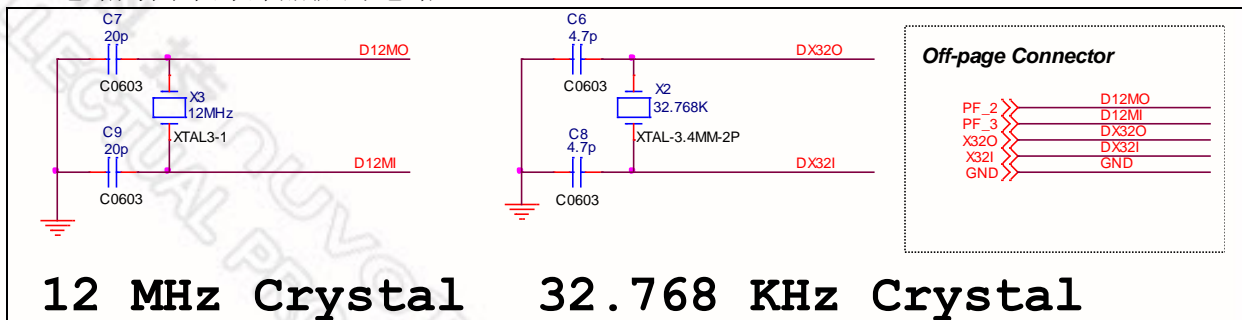 C7
20p
D12MO
C0603
X3
12MHz
XTAL3-1
C9
20p
D12MI
C0603
C6
4.7p
DX32O
C0603
X2
32.768K
XTAL-3.4MM-2P
C8
4.7p
DX32I
C0603
Off-page Connector
PF_2 D12MO
PF_3 D12MI
X32O DX32O
X32I DX32I
GND GND
12 MHz Crystal
32.768 KHz Crystal